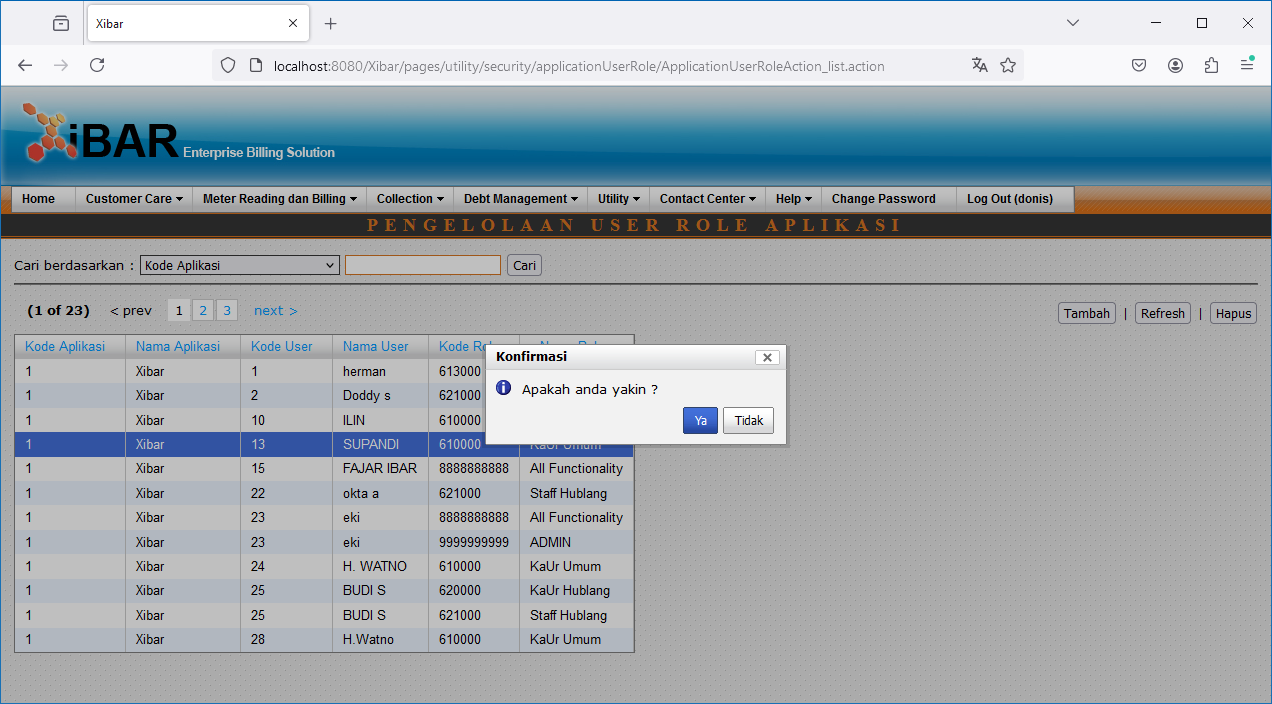 Xibar
localhost:8080/Xibar/pages/utility/security/applicationUserRole/ApplicationUserRoleAction_list.action
iBAR Enterprise Billing Solution
Home Customer Care Meter Reading dan Billing Collection Debt Management Utility Contact Center Help Change Password Log Out (donis)
PENGELOLAAN USER ROLE APLIKASI
Cari berdasarkan : Kode Aplikasi Cari
(1 of 23) < prev 1 2 3 next > Tambah | Refresh | Hapus
Kode Aplikasi Nama Aplikasi Kode User Nama User Kode
Konfirmasi
Apakah anda yakin ?
Ya Tidak
1 Xibar 1 herman 613000
1 Xibar 2 Doddy s 621000
1 Xibar 10 ILIN 610000
1 Xibar 13 SUPANDI 610000 KaUr Umum
1 Xibar 15 FAJAR IBAR 8888888888 All Functionality
1 Xibar 22 okta a 621000 Staff Hublang
1 Xibar 23 eki 8888888888 All Functionality
1 Xibar 23 eki 9999999999 ADMIN
1 Xibar 24 H. WATNO 610000 KaUr Umum
1 Xibar 25 BUDI S 620000 KaUr Hublang
1 Xibar 25 BUDI S 621000 Staff Hublang
1 Xibar 28 H.Watno 610000 KaUr Umum